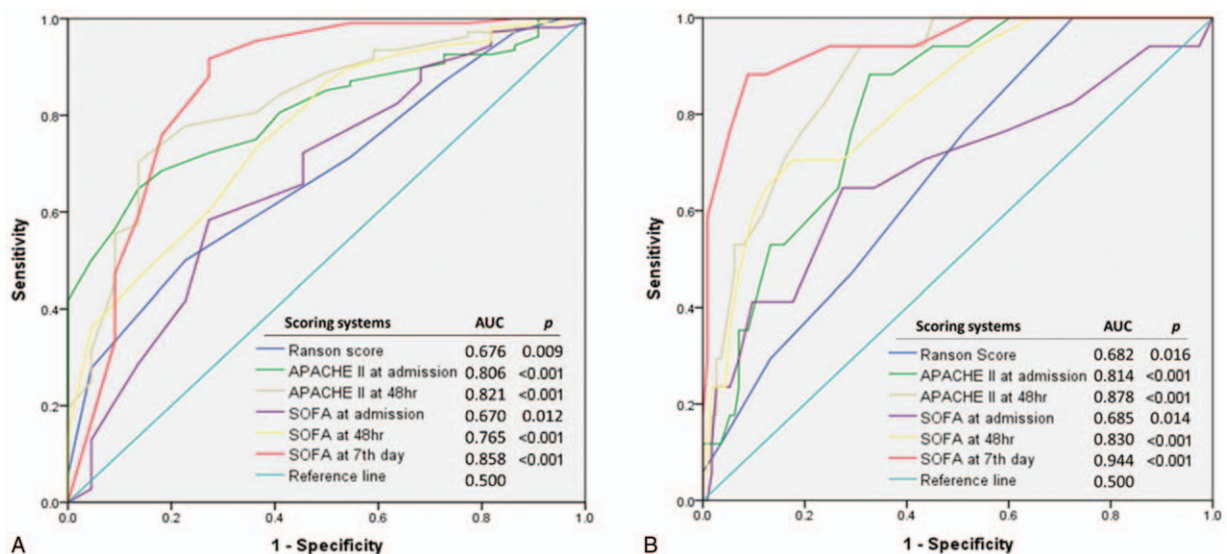 1.0
0.8
0.6
0.4
0.2
0.0
Sensitivity
Scoring systems AUC p
Ranson score 0.676 0.009
APACHE II at admission 0.806 <0.001
APACHE II at 48hr 0.821 <0.001
SOFA at admission 0.670 0.012
SOFA at 48hr 0.765 <0.001
SOFA at 7th day 0.858 <0.001
Reference line 0.500
0.0 0.2 0.4 0.6 0.8 1.0
1 - Specificity
A
1.0
0.8
0.6
0.4
0.2
0.0
Sensitivity
Scoring systems AUC p
Ranson Score 0.682 0.016
APACHE II at admission 0.814 <0.001
APACHE II at 48hr 0.878 <0.001
SOFA at admission 0.685 0.014
SOFA at 48hr 0.830 <0.001
SOFA at 7th day 0.944 <0.001
Reference line 0.500
0.0 0.2 0.4 0.6 0.8 1.0
1 - Specificity
B